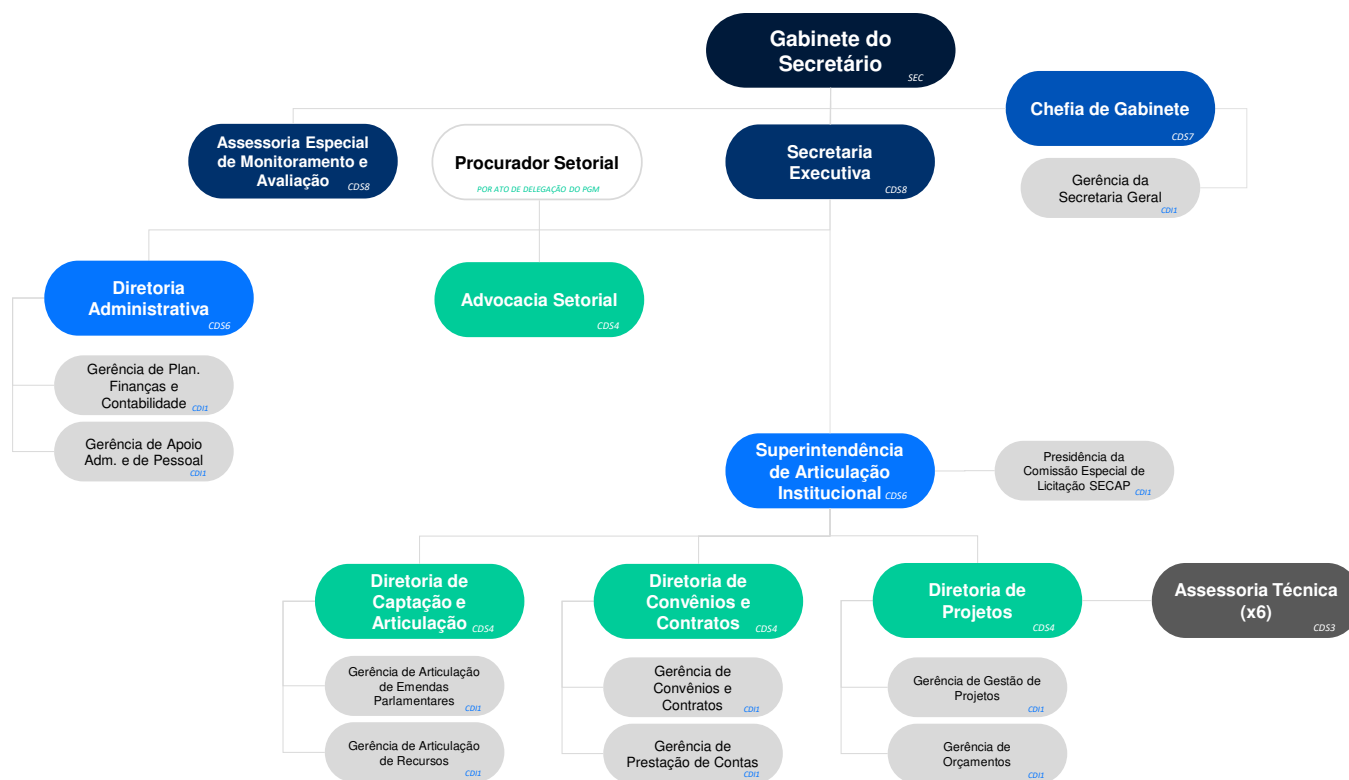 Gabinete do
Secretário
SEC
Chefia de Gabinete
CDS7
Assessoria Especial
de Monitoramento e
Avaliação
CDS8
Procurador Setorial
POR ATO DE DELEGAÇÃO DO PGM
Secretaria
Executiva
CDS8
Gerência da
Secretaria Geral
CDI1
Diretoria
Administrativa
CDS6
Advocacia Setorial
CDS4
Gerência de Plan.
Finanças e
Contabilidade CDI1
Gerência de Apoio
Adm. e de Pessoal
CDI1
Superintendência
de Articulação
Institucional CDS6
Presidência da
Comissão Especial de
Licitação SECAP CDI1
Diretoria de
Captação e
Articulação CDS4
Diretoria de
Convênios e
Contratos CDS4
Diretoria de
Projetos
CDS4
Assessoria Técnica
(x6)
CDS3
Gerência de Articulação
de Emendas
Parlamentares
CDI1
Gerência de
Convênios e
Contratos CDI1
Gerência de Gestão de
Projetos
CDI1
Gerência de Articulação
de Recursos
CDI1
Gerência de
Prestação de Contas
CDI1
Gerência de
Orçamentos
CDI1